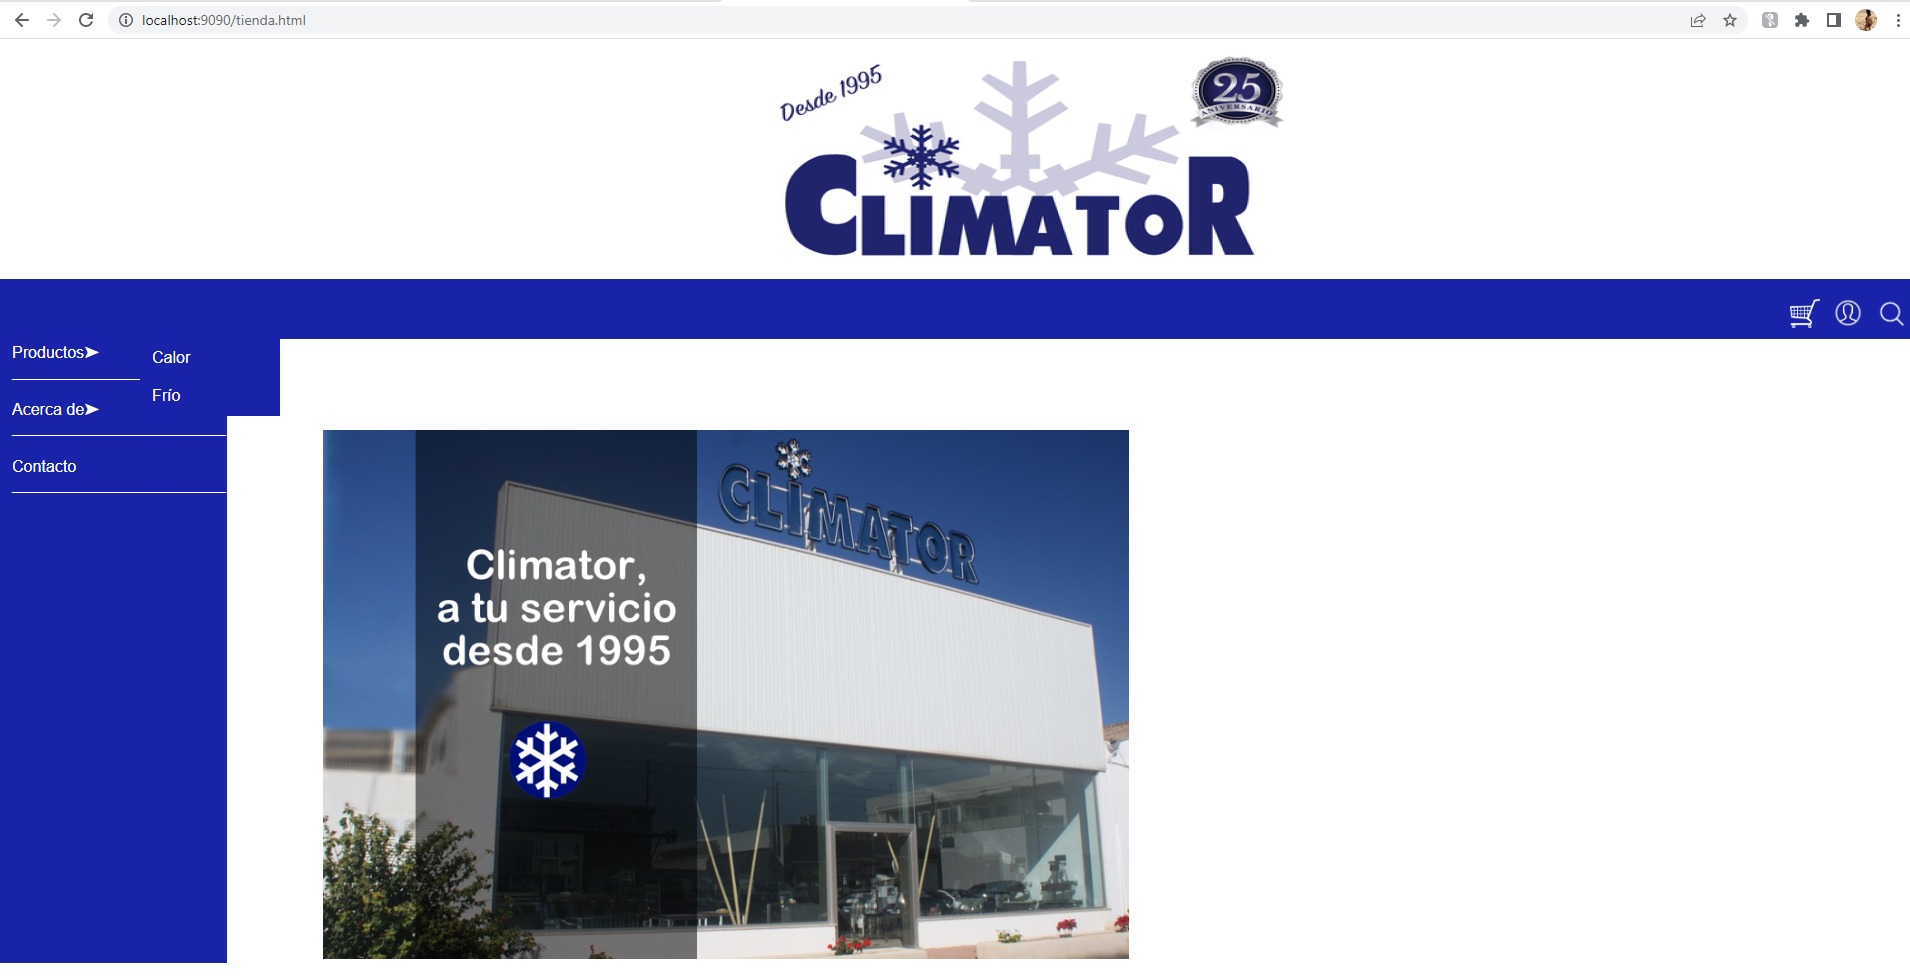 localhost:9090/tienda.html
Desde 1995
25
ANIVERSARIO
CLIMATOR
Productos➤
Calor
Frío
Acerca de➤
Contacto
CLIMATOR
Climator,
a tu servicio
desde 1995